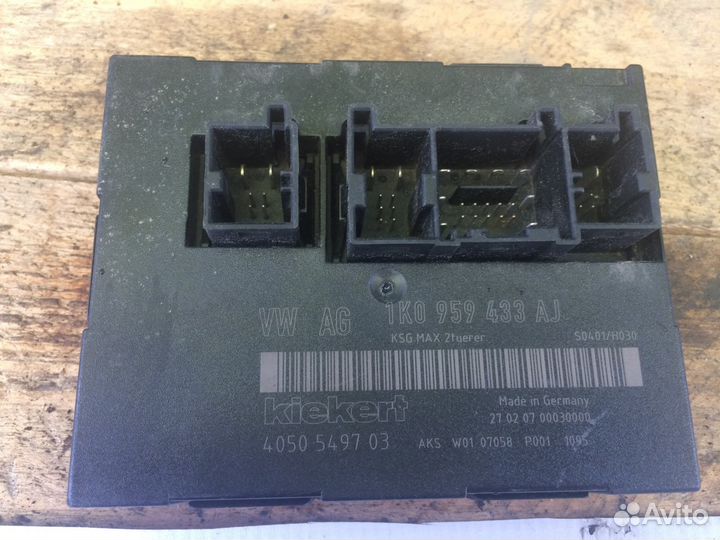 VW AG 1K0 959 433 AJ
KSG MAX 2tuerer S0401/H030
kiekert
Made in Germany
27 02 07 00030000
4050 5497 03 AKS W01 07058 P001 1095
Avito